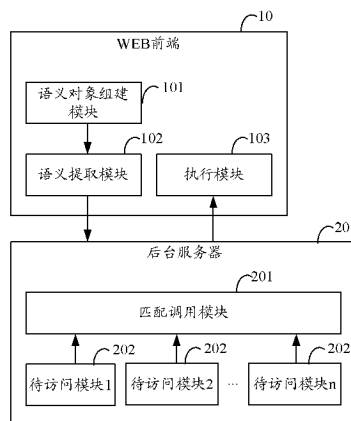 10
WEB前端
语义对象组建
模块
101
语义提取模块
102
执行模块
103
20
后台服务器
201
匹配调用模块
202
202
202
待访问模块1
待访问模块2
…
待访问模块n